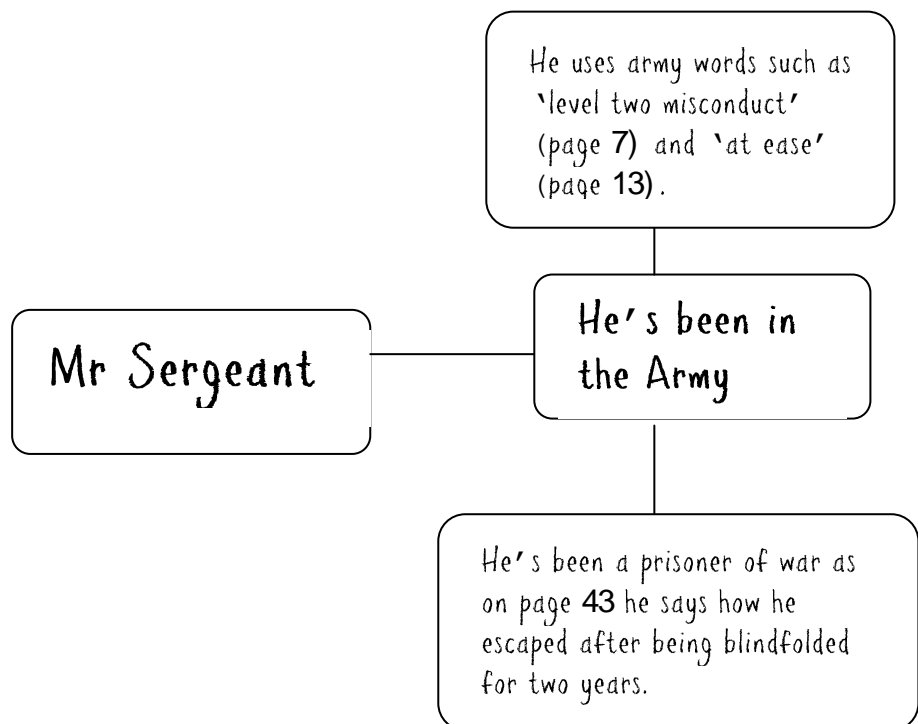 He uses army words such as
‘level two misconduct’
(page 7) and ‘at ease’
(page 13).
Mr Sergeant
He’s been in
the Army
He’s been a prisoner of war as
on page 43 he says how he
escaped after being blindfolded
for two years.